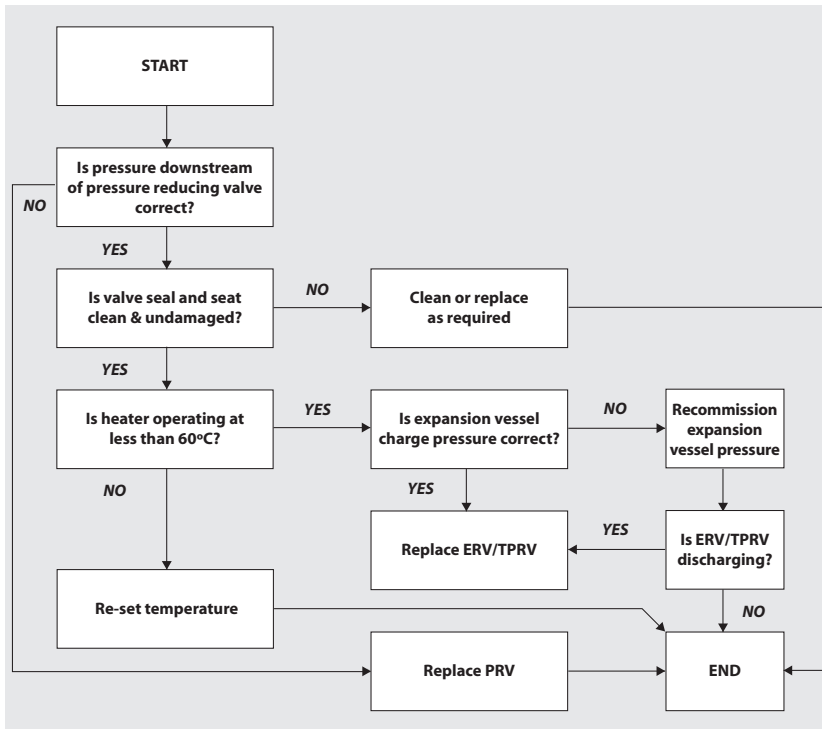 START
Is pressure downstream
of pressure reducing valve
correct?
NO
YES
Is valve seal and seat
clean & undamaged?
NO
Clean or replace
as required
YES
Is heater operating at
less than 60ºC?
YES
Is expansion vessel
charge pressure correct?
NO
Recommission
expansion
vessel pressure
NO
YES
Replace ERV/TPRV
YES
Is ERV/TPRV
discharging?
Re-set temperature
NO
Replace PRV
END